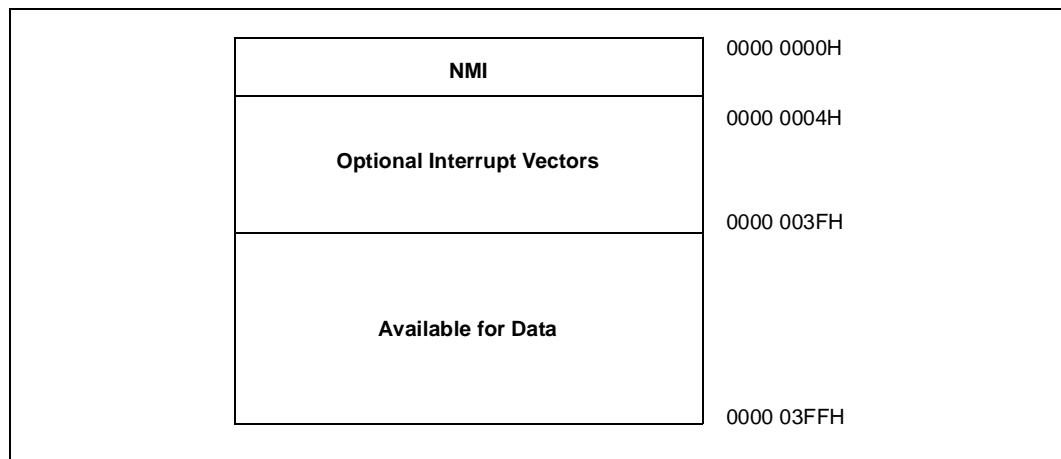 0000 0000H
NMI
0000 0004H
Optional Interrupt Vectors
0000 003FH
Available for Data
0000 03FFH